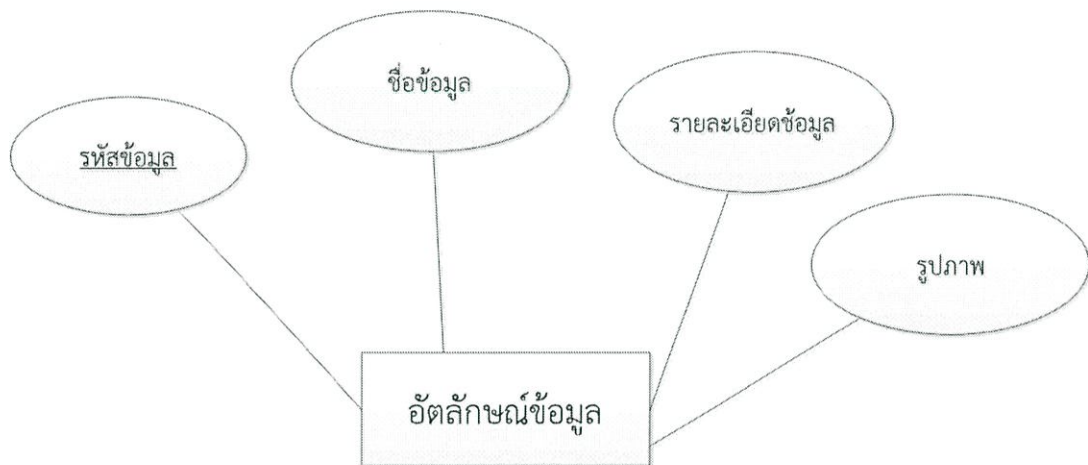 ชื่อข้อมูล
รายละเอียดช้อมูล
รหัสข้อมูล
รูปภาพ
อัตลักษณ์ข้อมูล